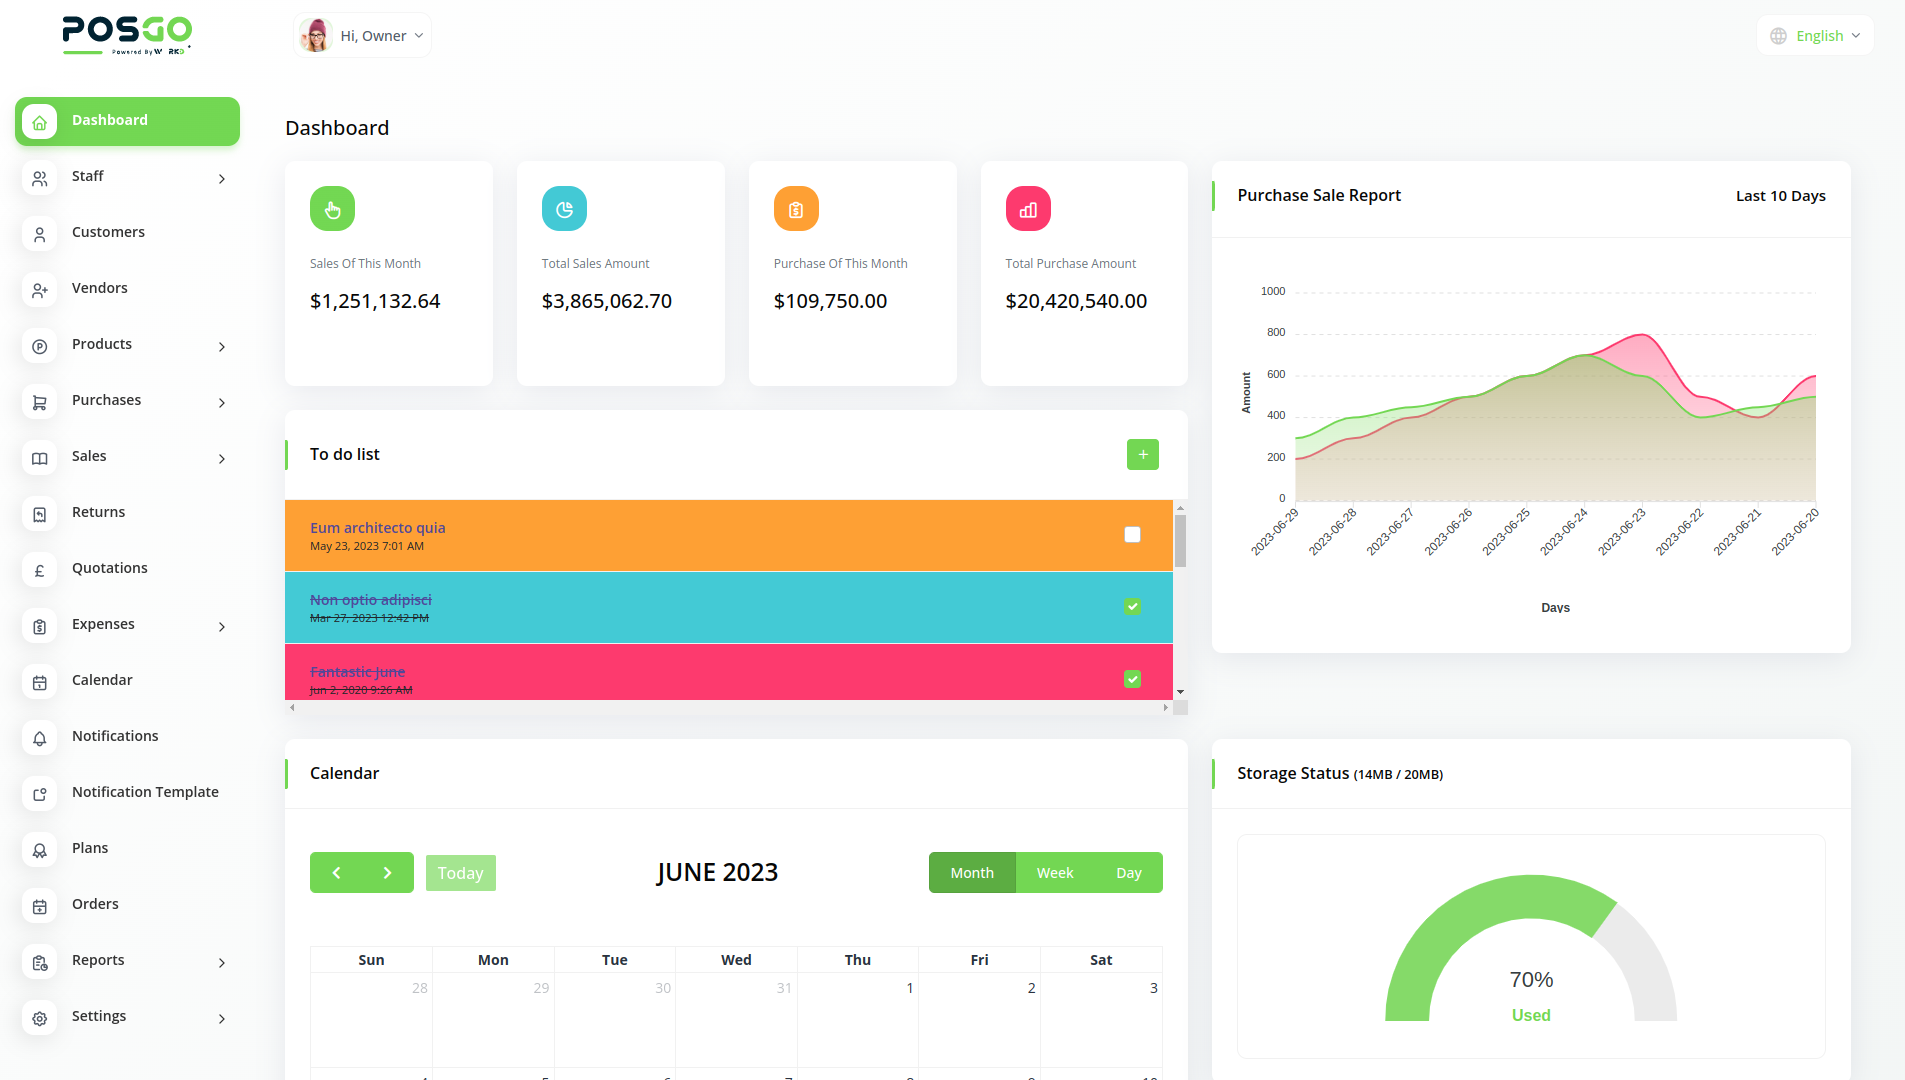 POSGO
Powered By
Hi, Owner
English
Dashboard
Staff
Customers
Vendors
Products
Purchases
Sales
Returns
Quotations
Expenses
Calendar
Notifications
Notification Template
Plans
Orders
Reports
Settings
Dashboard
Sales Of This Month
$1,251,132.64
Total Sales Amount
$3,865,062.70
Purchase Of This Month
$109,750.00
Total Purchase Amount
$20,420,540.00
Purchase Sale Report
Last 10 Days
1000
800
600
400
200
0
Amount
2023-06-29
2023-06-28
2023-06-27
2023-06-26
2023-06-25
2023-06-24
2023-06-23
2023-06-22
2023-06-21
2023-06-20
Days
To do list
+
Eum architecto quia
May 23, 2023 7:01 AM
Non optio adipisci
Mar 27, 2023 12:42 PM
Fantastic June
Jun 2, 2020 9:26 AM
Calendar
Today
JUNE 2023
Month Week Day
Sun Mon Tue Wed Thu Fri Sat
28 29 30 31 1 2 3
Storage Status (14MB / 20MB)
70%
Used